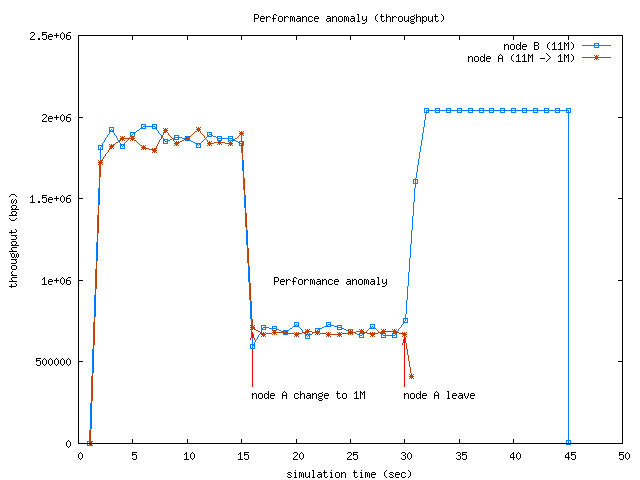 Performance anomaly (throughput)
2.5e+06
node B (11M)
node A (11M -> 1M)
2e+06
1.5e+06
throughput (bps)
1e+06
Performance anomaly
500000
node A change to 1M
node A leave
0
0 5 10 15 20 25 30 35 40 45 50
simulation time (sec)